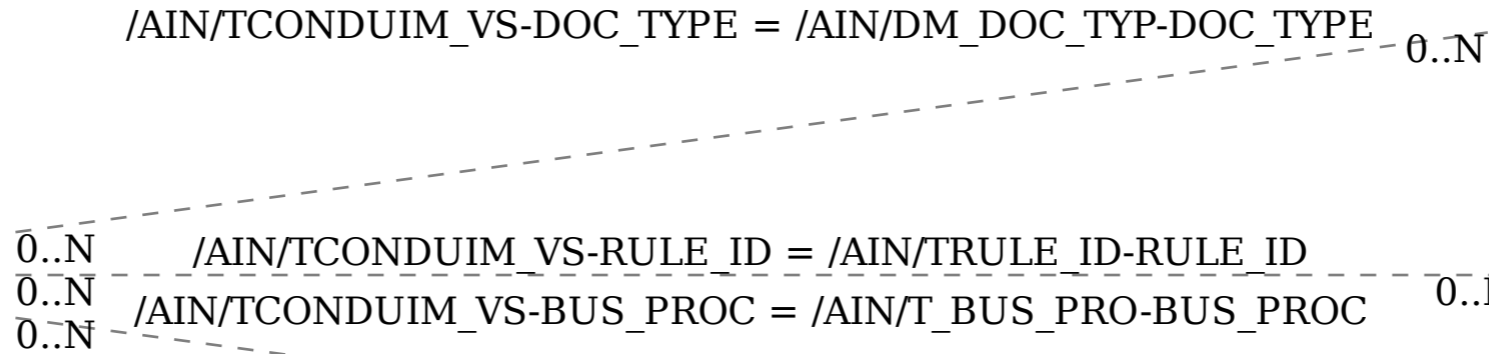 /AIN/TCONDUIM_VS-DOC_TYPE = /AIN/DM_DOC_TYP-DOC_TYPE
0..N
0..N
/AIN/TCONDUIM_VS-RULE_ID = /AIN/TRULE_ID-RULE_ID
0..N
0..N
/AIN/TCONDUIM_VS-BUS_PROC = /AIN/T_BUS_PRO-BUS_PROC
0..N